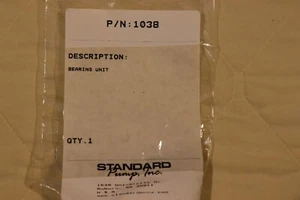 P/N:1038
DESCRIPTION:
BEARING UNIT
QTY.1
STANDARD
Pump, Inc.